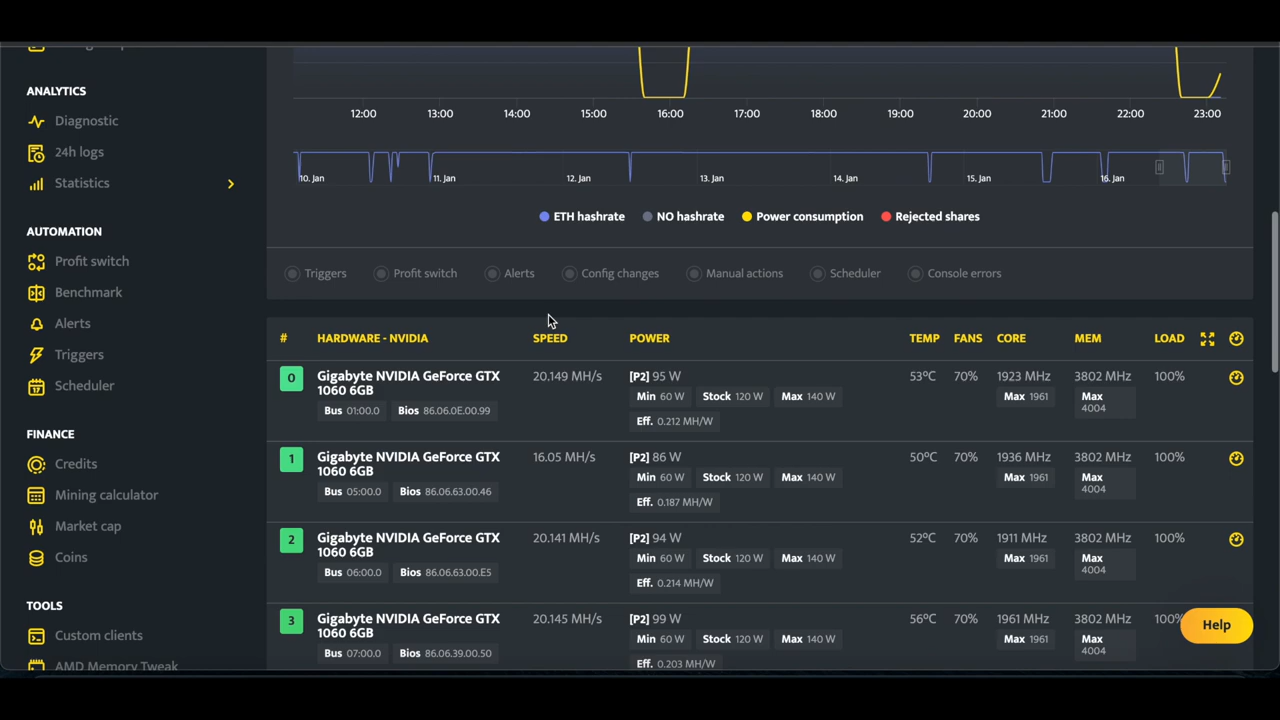 ANALYTICS
Diagnostic
24h logs
Statistics
AUTOMATION
Profit switch
Benchmark
Alerts
Triggers
Scheduler
FINANCE
Credits
Mining calculator
Market cap
Coins
TOOLS
Custom clients
AMD Memory Tweak
12:00 13:00 14:00 15:00 16:00 17:00 18:00 19:00 20:00 21:00 22:00 23:00
10. Jan 11. Jan 12. Jan 13. Jan 14. Jan 15. Jan 16. Jan
ETH hashrate NO hashrate Power consumption Rejected shares
Triggers Profit switch Alerts Config changes Manual actions Scheduler Console errors
# HARDWARE - NVIDIA SPEED POWER TEMP FANS CORE MEM LOAD
0 Gigabyte NVIDIA GeForce GTX 20.149 MH/s [P2] 95 W 53ºC 70% 1923 MHz 3802 MHz 100%
1060 6GB Min 60 W Stock 120 W Max 140 W Max 1961 Max
4004
Bus 01:00.0 Bios 86.06.0E.00.99 Eff. 0.212 MH/W
1 Gigabyte NVIDIA GeForce GTX 16.05 MH/s [P2] 86 W 50ºC 70% 1936 MHz 3802 MHz 100%
1060 6GB Min 60 W Stock 120 W Max 140 W Max 1961 Max
4004
Bus 05:00.0 Bios 86.06.63.00.46 Eff. 0.187 MH/W
2 Gigabyte NVIDIA GeForce GTX 20.141 MH/s [P2] 94 W 52ºC 70% 1911 MHz 3802 MHz 100%
1060 6GB Min 60 W Stock 120 W Max 140 W Max 1961 Max
4004
Bus 06:00.0 Bios 86.06.63.00.E5 Eff. 0.214 MH/W
3 Gigabyte NVIDIA GeForce GTX 20.145 MH/s [P2] 99 W 56ºC 70% 1961 MHz 3802 MHz 100%
1060 6GB Min 60 W Stock 120 W Max 140 W Max 1961 Max
4004
Bus 07:00.0 Bios 86.06.39.00.50 Eff. 0.203 MH/W
Help